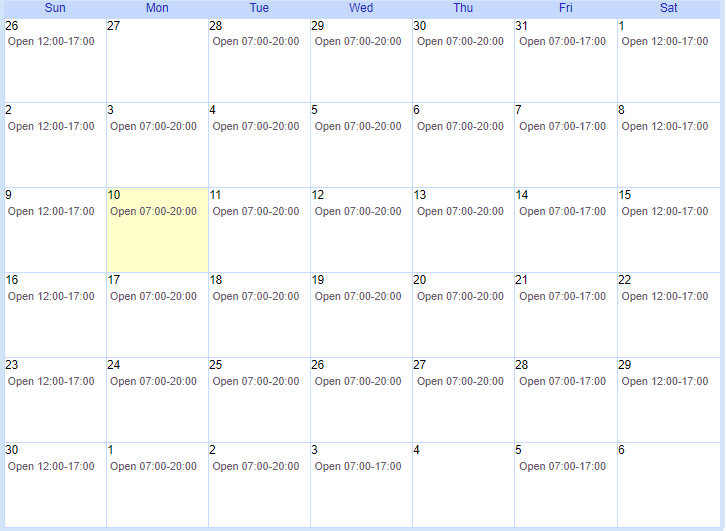 Sun Mon Tue Wed Thu Fri Sat
26 27 28 29 30 31 1
Open 12:00-17:00 Open 07:00-20:00 Open 07:00-20:00 Open 07:00-20:00 Open 07:00-17:00 Open 12:00-17:00
2 3 4 5 6 7 8
Open 12:00-17:00 Open 07:00-20:00 Open 07:00-20:00 Open 07:00-20:00 Open 07:00-20:00 Open 07:00-17:00 Open 12:00-17:00
9 10 11 12 13 14 15
Open 12:00-17:00 Open 07:00-20:00 Open 07:00-20:00 Open 07:00-20:00 Open 07:00-20:00 Open 07:00-17:00 Open 12:00-17:00
16 17 18 19 20 21 22
Open 12:00-17:00 Open 07:00-20:00 Open 07:00-20:00 Open 07:00-20:00 Open 07:00-20:00 Open 07:00-17:00 Open 12:00-17:00
23 24 25 26 27 28 29
Open 12:00-17:00 Open 07:00-20:00 Open 07:00-20:00 Open 07:00-20:00 Open 07:00-20:00 Open 07:00-17:00 Open 12:00-17:00
30 1 2 3 4 5 6
Open 12:00-17:00 Open 07:00-20:00 Open 07:00-20:00 Open 07:00-17:00 Open 07:00-17:00